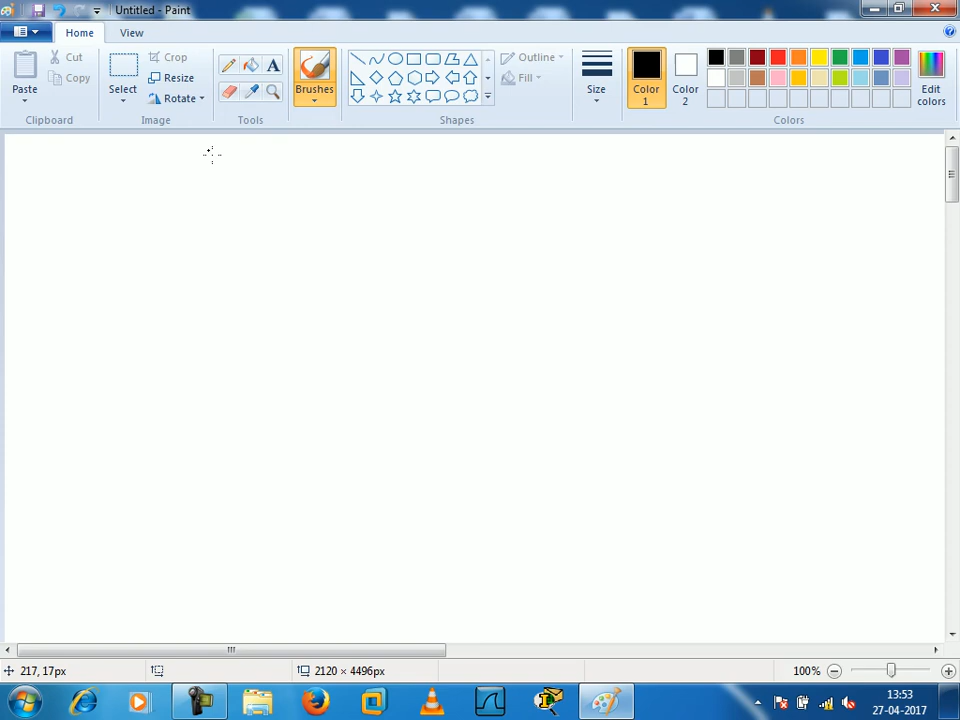 Untitled - Paint
Home View
Paste Cut Copy Clipboard
Select Crop Resize Rotate Image
Tools
Brushes
Outline Fill Shapes
Size
Color 1
Color 2
Edit colors
Colors
217, 17px 2120 × 4496px 100%
13:53
27-04-2017